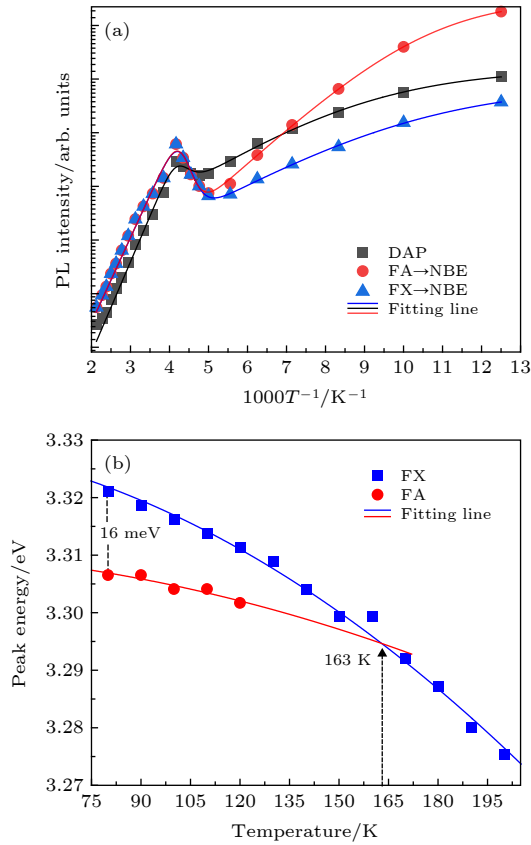 (a)
PL intensity/arb. units
DAP
FA→NBE
FX→NBE
Fitting line
2 3 4 5 6 7 8 9 10 11 12 13
1000T⁻¹/K⁻¹
3.33
(b)
FX
FA
Fitting line
3.32
16 meV
3.31
Peak energy/eV
3.30
163 K
3.29
3.28
3.27
75 90 105 120 135 150 165 180 195
Temperature/K